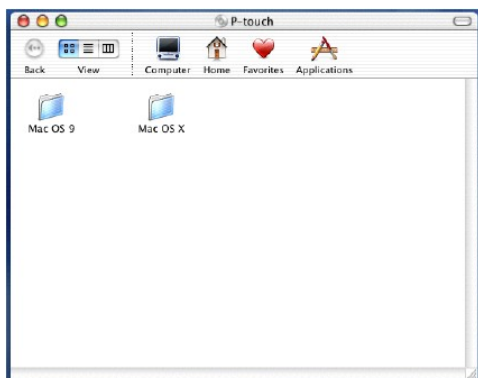 P-touch
Back View Computer Home Favorites Applications
Mac OS 9 Mac OS X